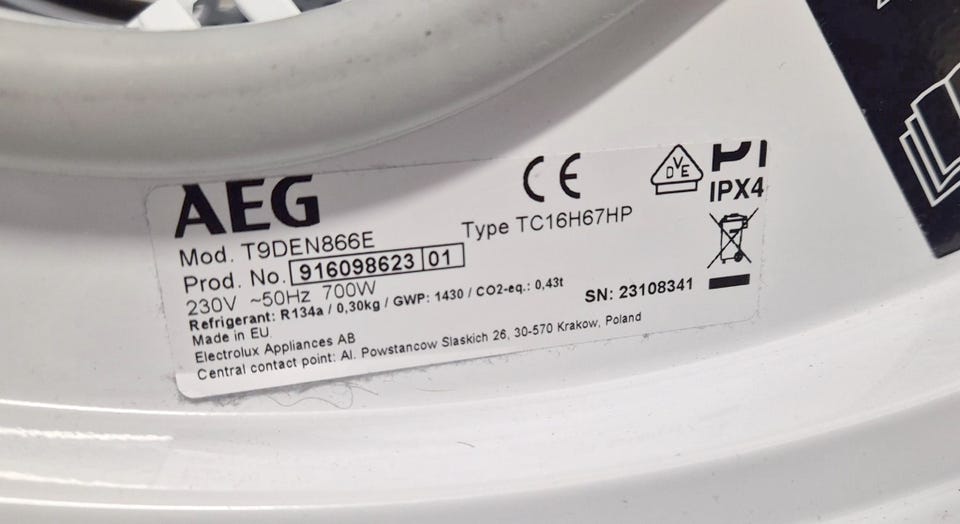 AEG
CE
DVE
IPX4
Mod. T9DEN866E
Type TC16H67HP
Prod. No. 916098623 01
230V ~50Hz 700W
Refrigerant: R134a / 0,30kg / GWP: 1430 / CO2-eq.: 0,43t
SN: 23108341
Made in EU
Electrolux Appliances AB
Central contact point: Al. Powstancow Slaskich 26, 30-570 Krakow, Poland